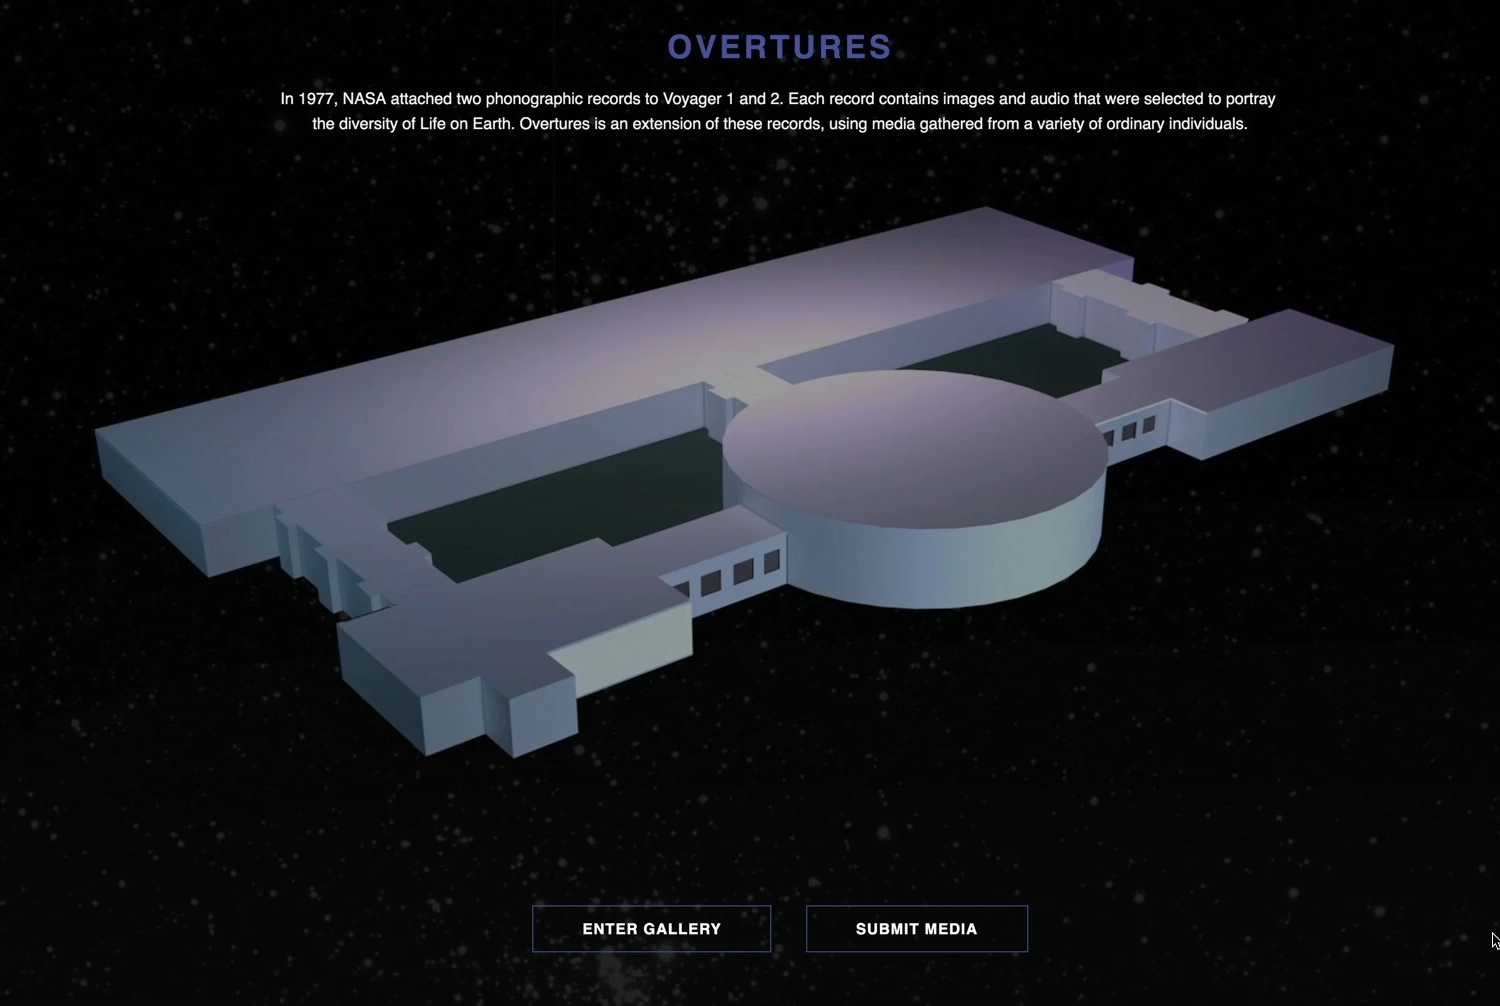 OVERTURES
In 1977, NASA attached two phonographic records to Voyager 1 and 2. Each record contains images and audio that were selected to portray
the diversity of Life on Earth. Overtures is an extension of these records, using media gathered from a variety of ordinary individuals.
ENTER GALLERY
SUBMIT MEDIA